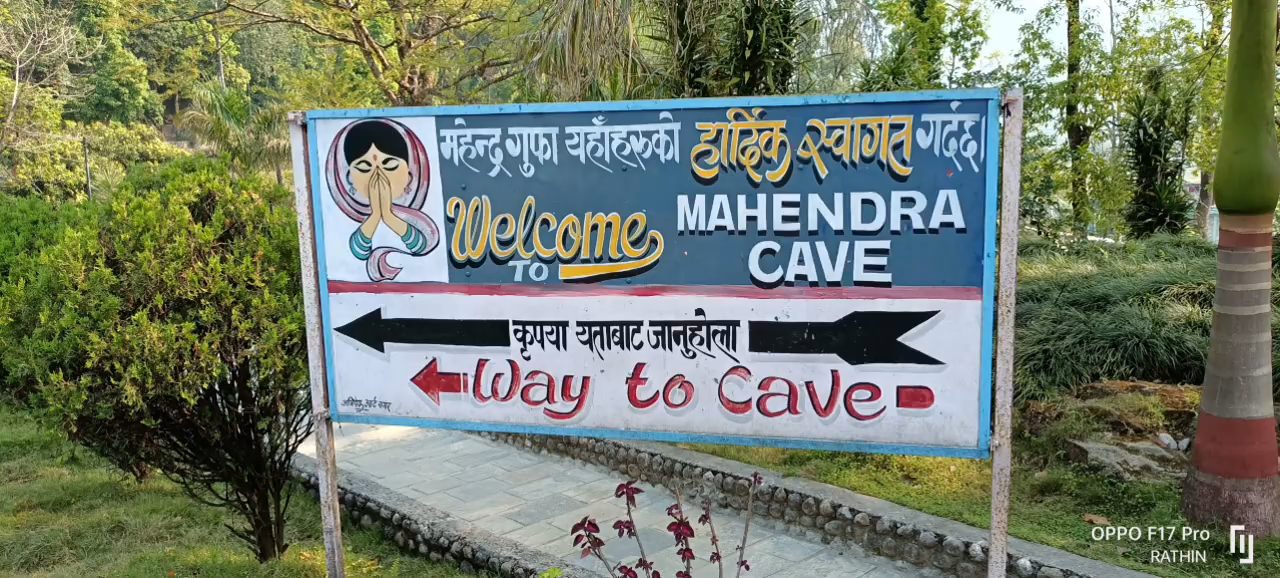 महेन्द्र गुफा यहाँहरुको हार्दिक स्वागत गर्दछ।
Welcome
TO
MAHENDRA
CAVE
कृपया यताबाट जानुहोला
Way to Cave
OPPO F17 Pro
RATHIN